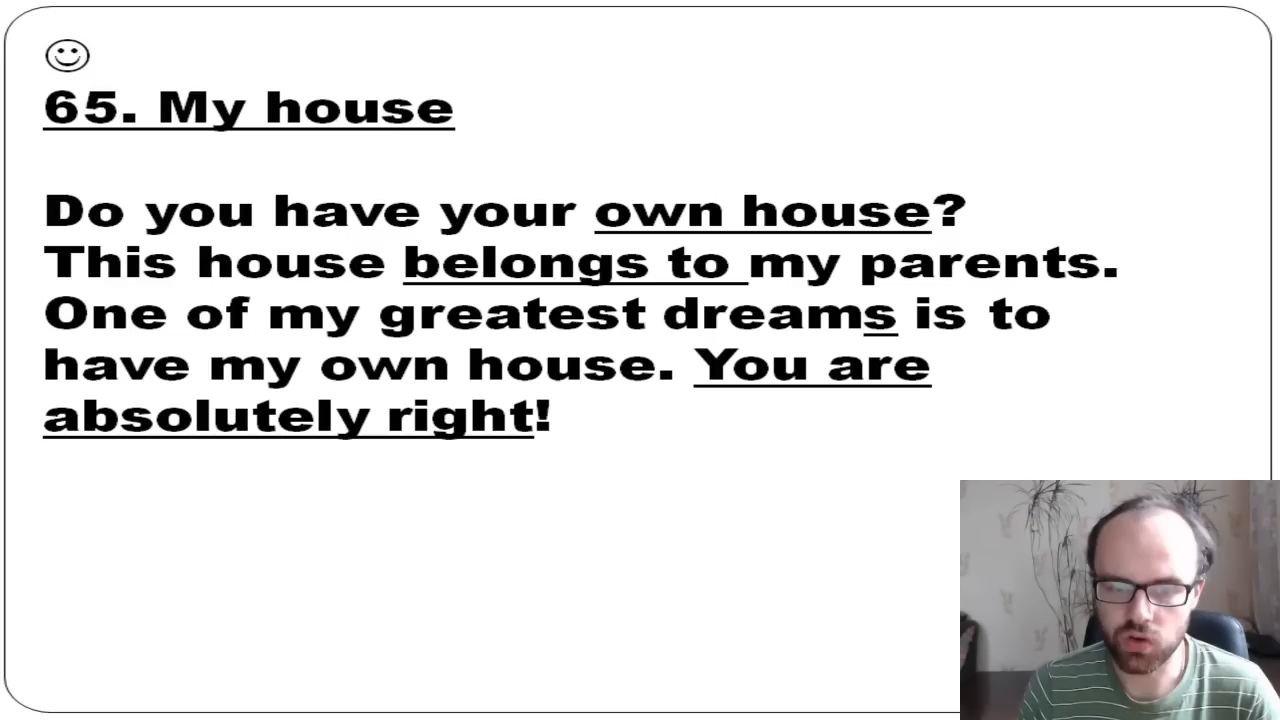 65. My house
Do you have your own house?
This house belongs to my parents.
One of my greatest dreams is to
have my own house. You are
absolutely right!